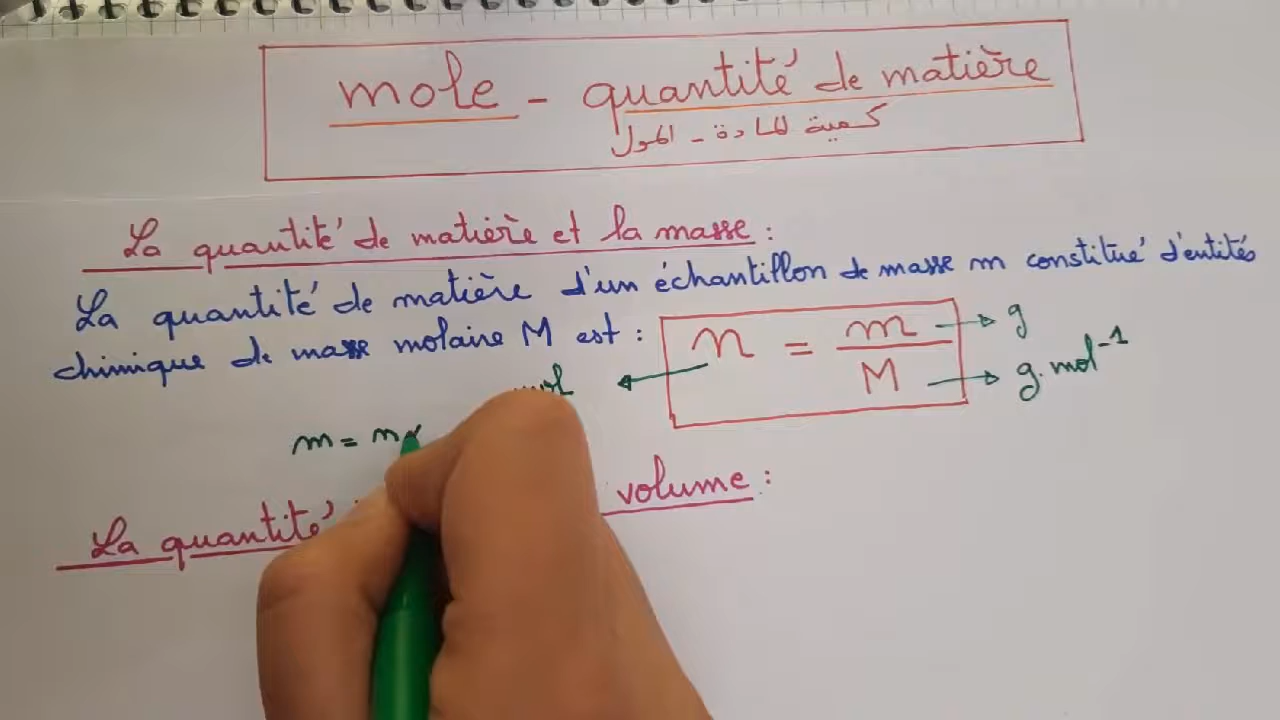 mole - quantité de matière
كمية المادة - المول
La quantité de matière et la masse :
La quantité de matière d'un échantillon de masse m constitué d'entités
chimique de masse molaire M est : n = m/M → g
mol ← → g.mol⁻¹
m = n×
La quantité volume :